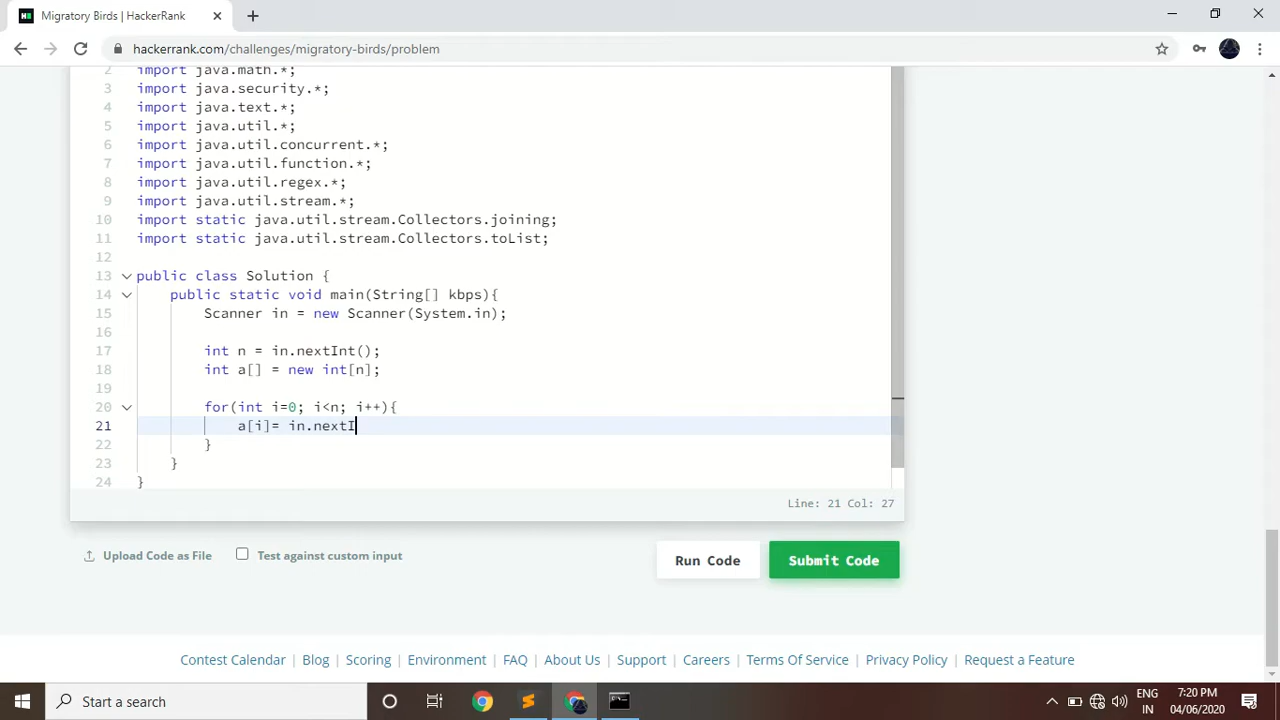 Migratory Birds | HackerRank
hackerrank.com/challenges/migratory-birds/problem
2 import java.math.*;
3 import java.security.*;
4 import java.text.*;
5 import java.util.*;
6 import java.util.concurrent.*;
7 import java.util.function.*;
8 import java.util.regex.*;
9 import java.util.stream.*;
10 import static java.util.stream.Collectors.joining;
11 import static java.util.stream.Collectors.toList;
12
13 public class Solution {
14 public static void main(String[] kbps){
15 Scanner in = new Scanner(System.in);
16
17 int n = in.nextInt();
18 int a[] = new int[n];
19
20 for(int i=0; i<n; i++){
21 a[i]= in.nextI
22 }
23 }
24 }
Line: 21 Col: 27
Upload Code as File Test against custom input Run Code Submit Code
Contest Calendar | Blog | Scoring | Environment | FAQ | About Us | Support | Careers | Terms Of Service | Privacy Policy | Request a Feature
Start a search
ENG 7:20 PM
IN 04/06/2020